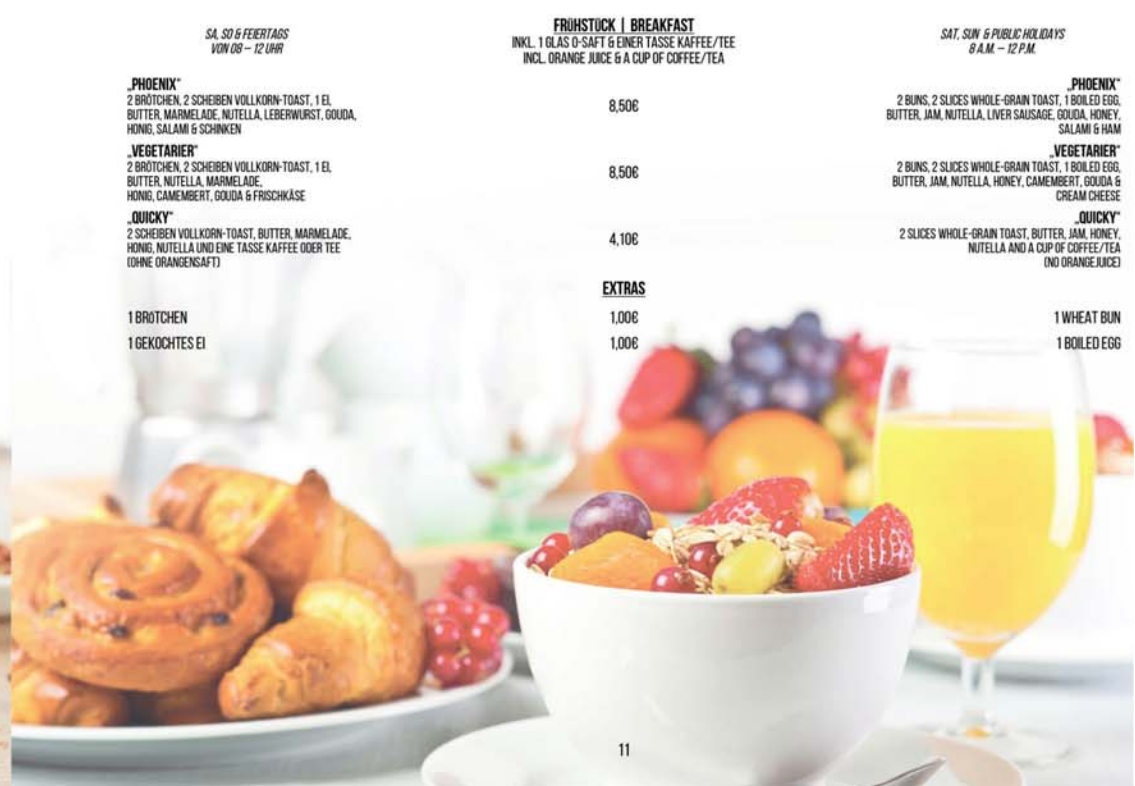 SA, SO & FEIERTAGS
VON 08 – 12 UHR
FRÜHSTÜCK | BREAKFAST
INKL. 1 GLAS O-SAFT & EINER TASSE KAFFEE/TEE
INCL. ORANGE JUICE & A CUP OF COFFEE/TEA
SAT, SUN & PUBLIC HOLIDAYS
8 A.M. – 12 P.M.
„PHOENIX“
2 BRÖTCHEN, 2 SCHEIBEN VOLLKORN-TOAST, 1 EI,
BUTTER, MARMELADE, NUTELLA, LEBERWURST, GOUDA,
HONIG, SALAMI & SCHINKEN
8,50€
„PHOENIX“
2 BUNS, 2 SLICES WHOLE-GRAIN TOAST, 1 BOILED EGG,
BUTTER, JAM, NUTELLA, LIVER SAUSAGE, GOUDA, HONEY,
SALAMI & HAM
„VEGETARIER“
2 BRÖTCHEN, 2 SCHEIBEN VOLLKORN-TOAST, 1 EI,
BUTTER, NUTELLA, MARMELADE,
HONIG, CAMEMBERT, GOUDA & FRISCHKÄSE
8,50€
„VEGETARIER“
2 BUNS, 2 SLICES WHOLE-GRAIN TOAST, 1 BOILED EGG,
BUTTER, JAM, NUTELLA, HONEY, CAMEMBERT, GOUDA &
CREAM CHEESE
„QUICKY“
2 SCHEIBEN VOLLKORN-TOAST, BUTTER, MARMELADE,
HONIG, NUTELLA UND EINE TASSE KAFFEE ODER TEE
(OHNE ORANGENSAFT)
4,10€
„QUICKY“
2 SLICES WHOLE-GRAIN TOAST, BUTTER, JAM, HONEY,
NUTELLA AND A CUP OF COFFEE/TEA
(NO ORANGEJUICE)
EXTRAS
1 BRÖTCHEN
1,00€
1 WHEAT BUN
1 GEKOCHTES EI
1,00€
1 BOILED EGG
11